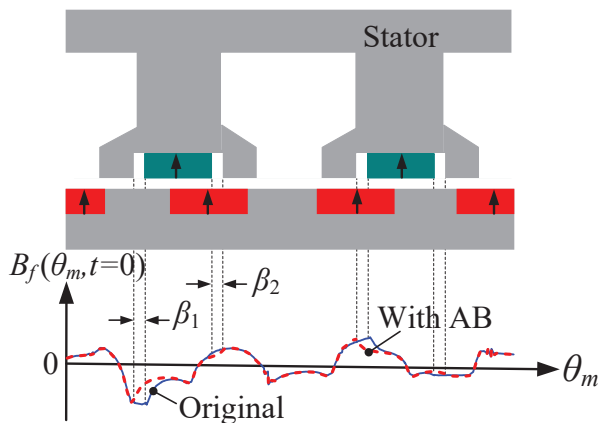 Stator
B_f(θ_m, t=0)
β_2
β_1
With AB
0
θ_m
Original